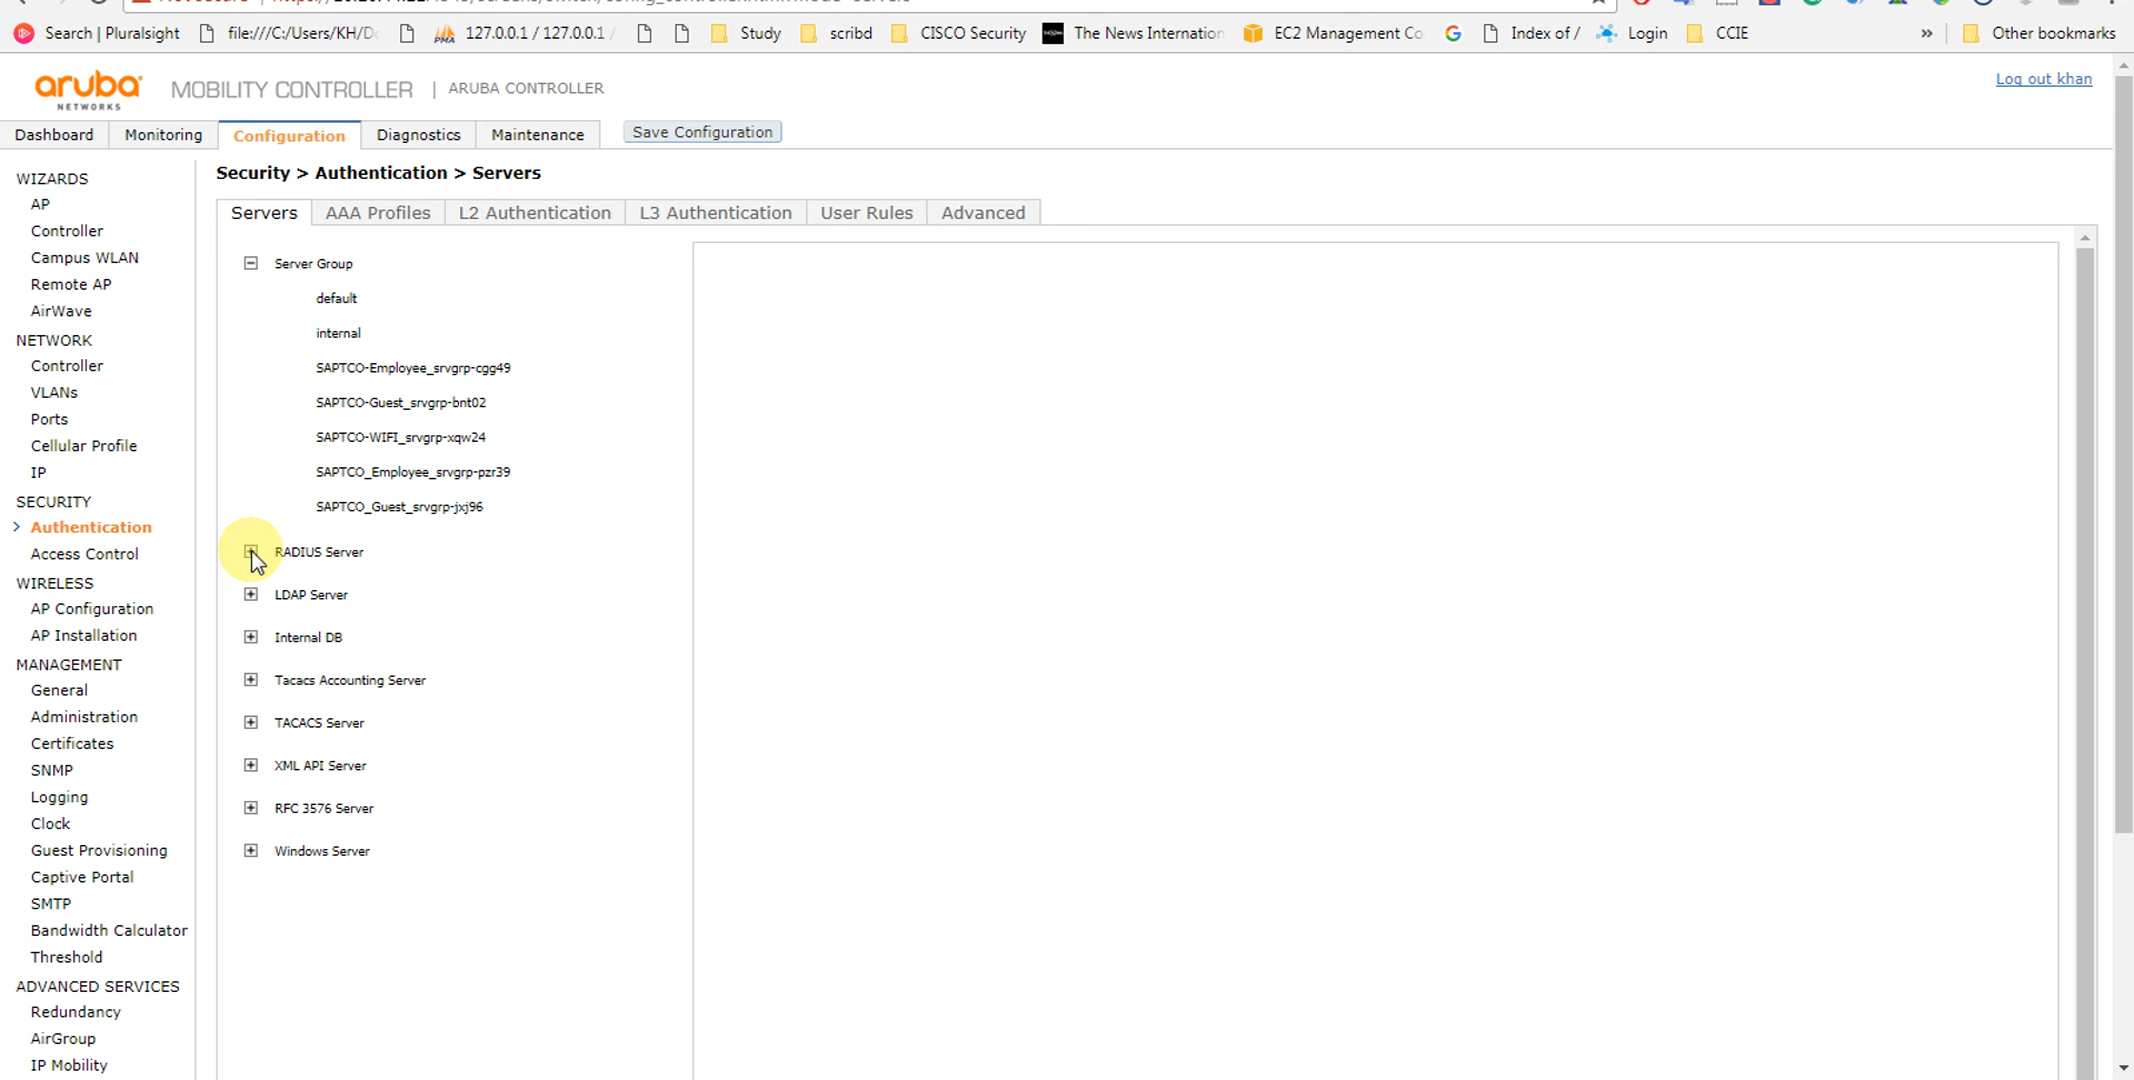 Search | Pluralsight
file:///C:/Users/KH/Dc
PMA
127.0.0.1 / 127.0.0.1 /
Study
scribd
CISCO Security
The News Internation
EC2 Management Co
Index of /
Login
CCIE
»
Other bookmarks
aruba
NETWORKS
MOBILITY CONTROLLER | ARUBA CONTROLLER
Log out khan
Dashboard
Monitoring
Configuration
Diagnostics
Maintenance
Save Configuration
WIZARDS
AP
Controller
Campus WLAN
Remote AP
AirWave
NETWORK
Controller
VLANs
Ports
Cellular Profile
IP
SECURITY
> Authentication
Access Control
WIRELESS
AP Configuration
AP Installation
MANAGEMENT
General
Administration
Certificates
SNMP
Logging
Clock
Guest Provisioning
Captive Portal
SMTP
Bandwidth Calculator
Threshold
ADVANCED SERVICES
Redundancy
AirGroup
IP Mobility
Security > Authentication > Servers
Servers
AAA Profiles
L2 Authentication
L3 Authentication
User Rules
Advanced
Server Group
default
internal
SAPTCO-Employee_srvgrp-cgg49
SAPTCO-Guest_srvgrp-bnt02
SAPTCO-WIFI_srvgrp-xqw24
SAPTCO_Employee_srvgrp-pzr39
SAPTCO_Guest_srvgrp-jxj96
RADIUS Server
LDAP Server
Internal DB
Tacacs Accounting Server
TACACS Server
XML API Server
RFC 3576 Server
Windows Server